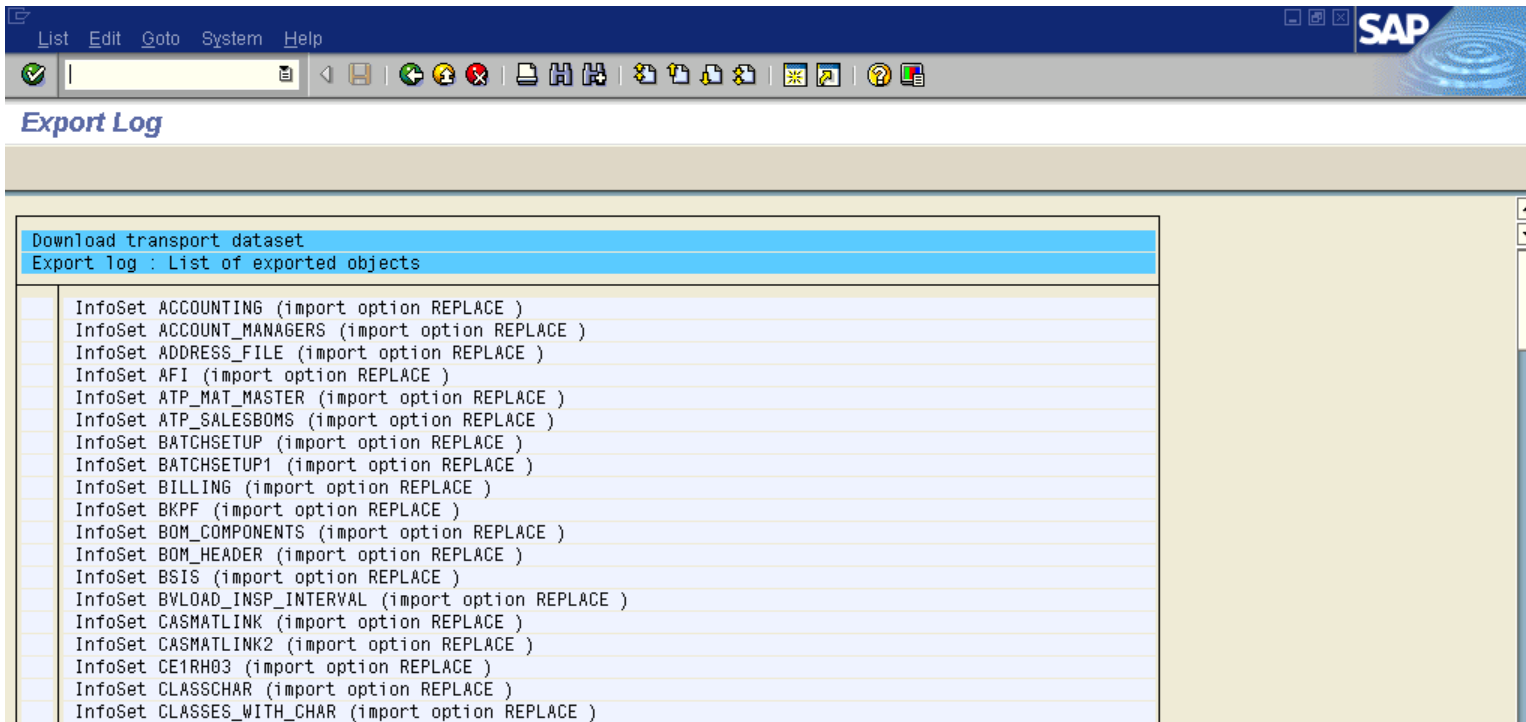 List Edit Goto System Help
SAP
Export Log
Download transport dataset
Export log : List of exported objects
InfoSet ACCOUNTING (import option REPLACE )
InfoSet ACCOUNT_MANAGERS (import option REPLACE )
InfoSet ADDRESS_FILE (import option REPLACE )
InfoSet AFI (import option REPLACE )
InfoSet ATP_MAT_MASTER (import option REPLACE )
InfoSet ATP_SALESBOMS (import option REPLACE )
InfoSet BATCHSETUP (import option REPLACE )
InfoSet BATCHSETUP1 (import option REPLACE )
InfoSet BILLING (import option REPLACE )
InfoSet BKPF (import option REPLACE )
InfoSet BOM_COMPONENTS (import option REPLACE )
InfoSet BOM_HEADER (import option REPLACE )
InfoSet BSIS (import option REPLACE )
InfoSet BVLOAD_INSP_INTERVAL (import option REPLACE )
InfoSet CASMATLINK (import option REPLACE )
InfoSet CASMATLINK2 (import option REPLACE )
InfoSet CE1RH03 (import option REPLACE )
InfoSet CLASSCHAR (import option REPLACE )
InfoSet CLASSES_WITH_CHAR (import option REPLACE )